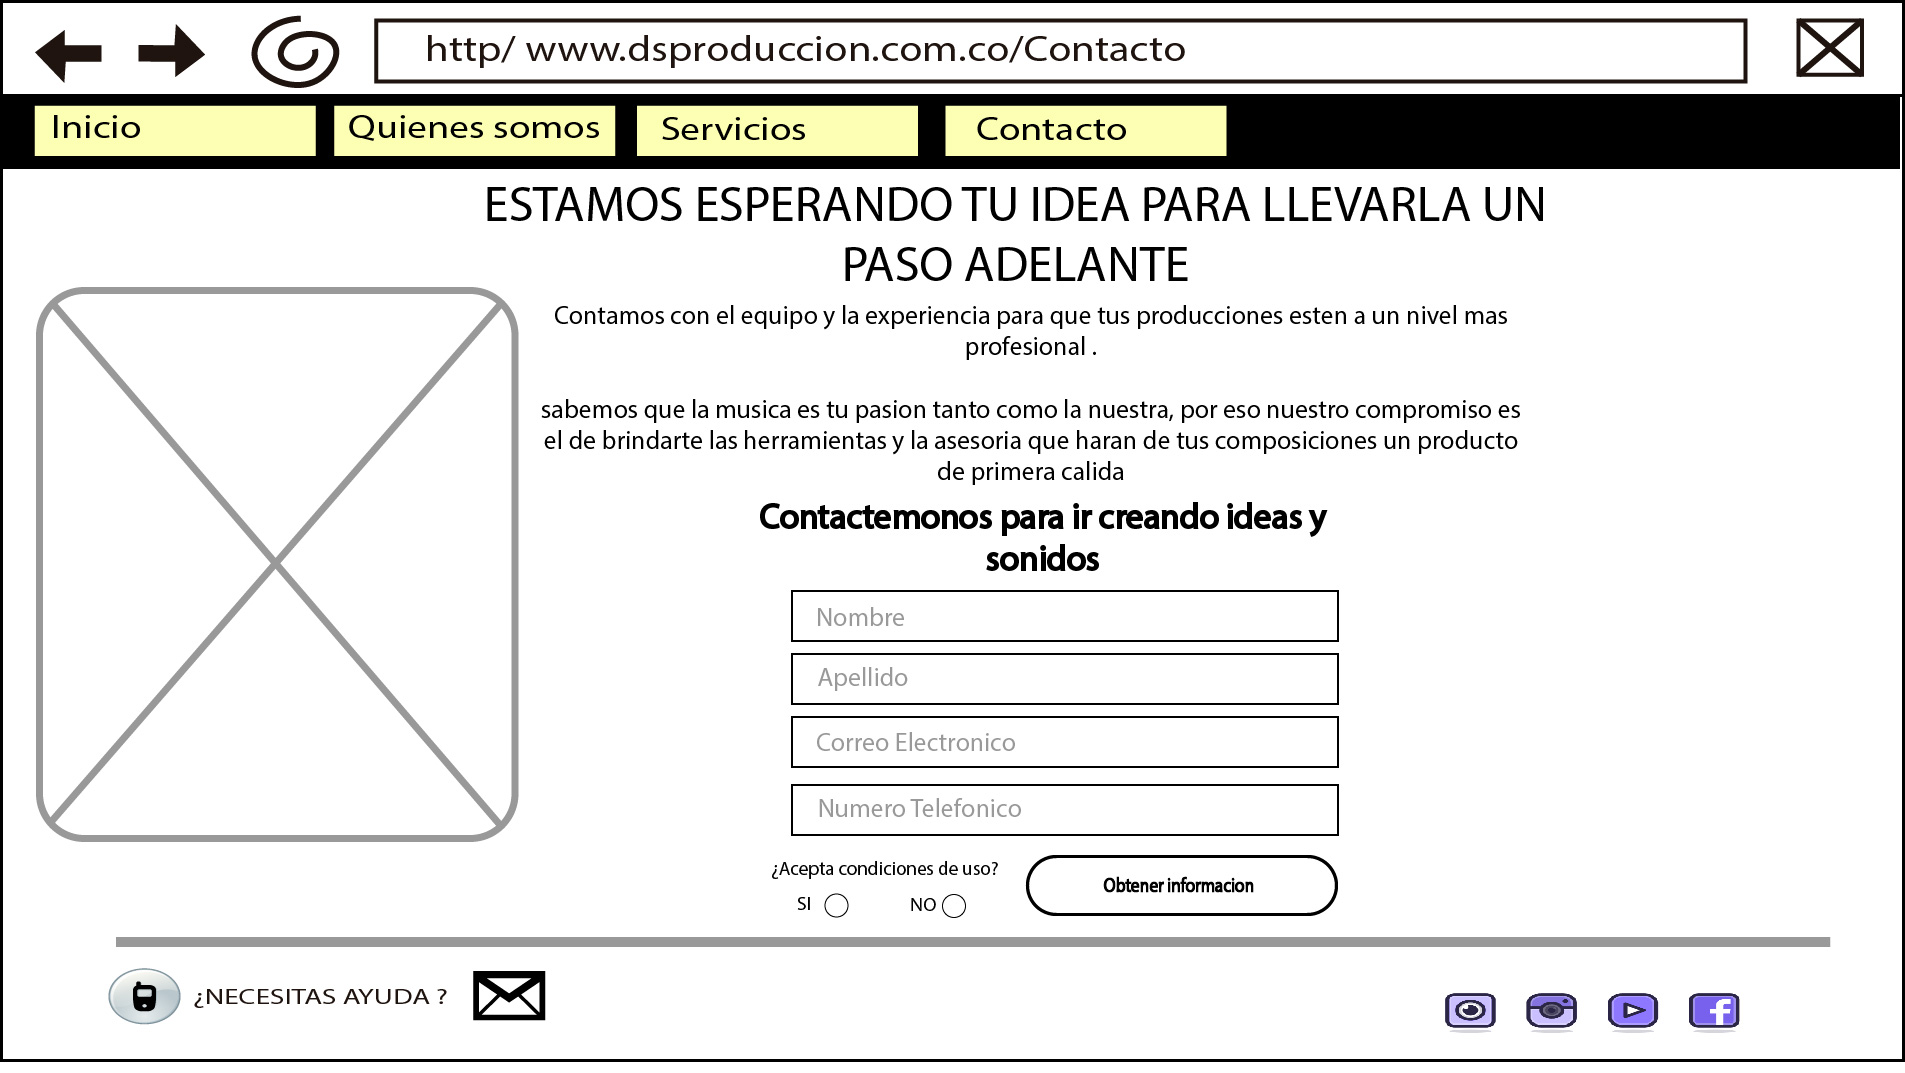 http/ www.dsproduccion.com.co/Contacto
Inicio
Quienes somos
Servicios
Contacto
ESTAMOS ESPERANDO TU IDEA PARA LLEVARLA UN
PASO ADELANTE
Contamos con el equipo y la experiencia para que tus producciones esten a un nivel mas
profesional .
sabemos que la musica es tu pasion tanto como la nuestra, por eso nuestro compromiso es
el de brindarte las herramientas y la asesoria que haran de tus composiciones un producto
de primera calida
Contactemonos para ir creando ideas y
sonidos
Nombre
Apellido
Correo Electronico
Numero Telefonico
¿Acepta condiciones de uso?
SI
NO
Obtener informacion
¿NECESITAS AYUDA ?
f